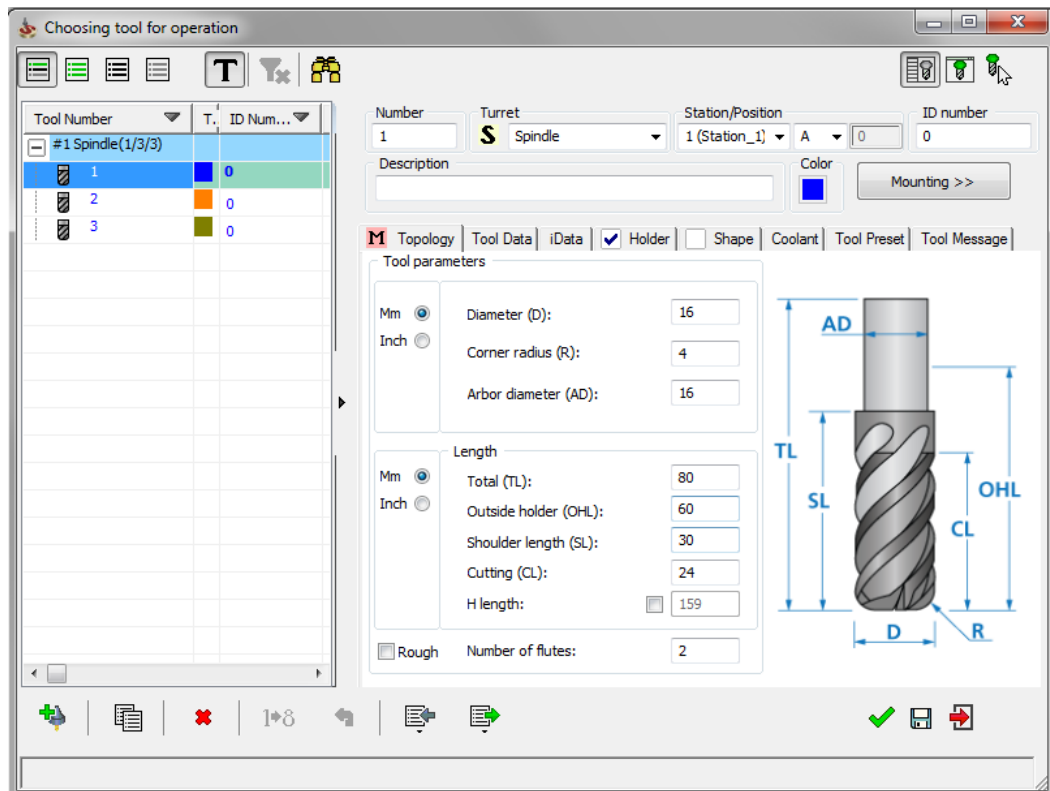 Choosing tool for operation
T
Tool Number T. ID Num...
#1 Spindle(1/3/3)
1 0
2 0
3 0
Number Turret Station/Position ID number
1 S Spindle 1 (Station_1) A 0 0
Description Color
Mounting >>
M Topology Tool Data iData Holder Shape Coolant Tool Preset Tool Message
Tool parameters
Mm Diameter (D): 16
Inch Corner radius (R): 4
Arbor diameter (AD): 16
Length
Mm Total (TL): 80
Inch Outside holder (OHL): 60
Shoulder length (SL): 30
Cutting (CL): 24
H length: 159
Rough Number of flutes: 2
AD
TL
OHL
SL
CL
D R
1 8